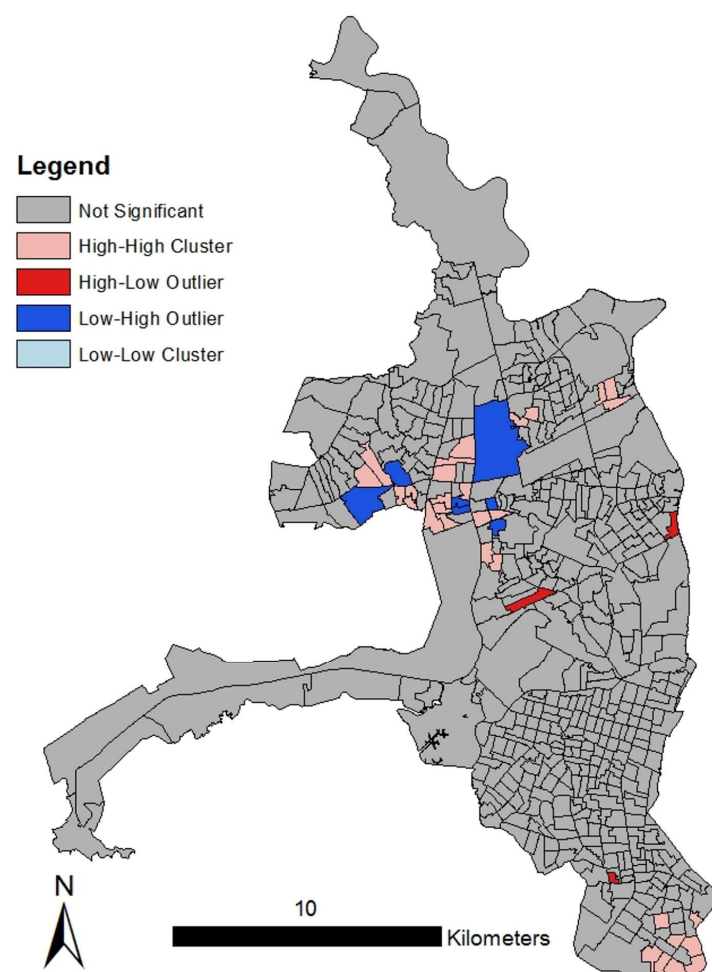 Legend
Not Significant
High-High Cluster
High-Low Outlier
Low-High Outlier
Low-Low Cluster
N
10
Kilometers